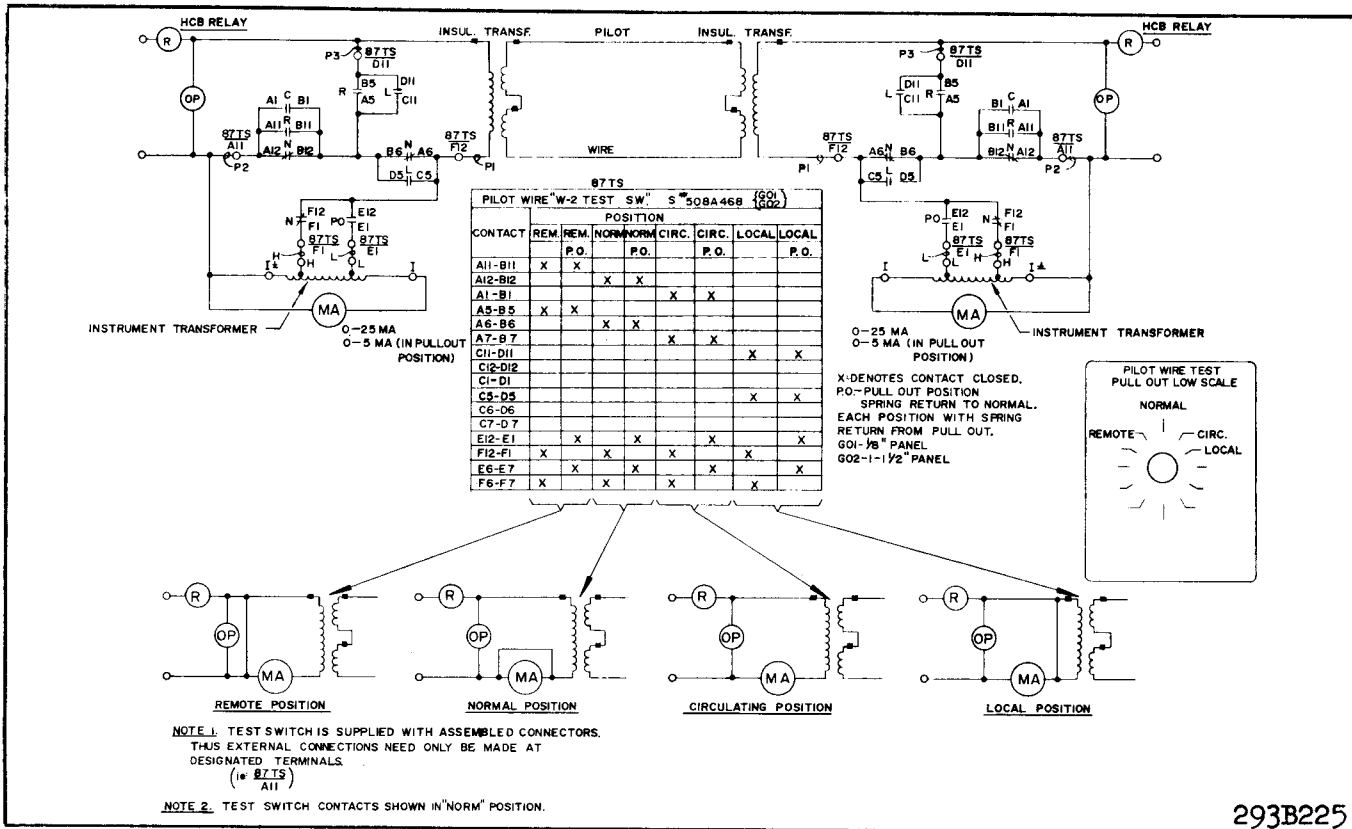 HCB RELAY
INSUL. TRANSF. PILOT INSUL. TRANSF.
HCB RELAY
R
P3
87TS
D11
OP
A1 C B1
A11 R B11
A12 N B12
R B5
A5
L D11
C11
87TS
A11
P2
B6 N A6
D5 L C5
87TS
F12
P1
WIRE
N F12
F1
PO E12
E1
87TS
F1
87TS
E1
H
H
L
L
I±
I
MA
INSTRUMENT TRANSFORMER
0-25 MA
0-5 MA (IN PULLOUT
POSITION)
R
87TS
D11
P3
OP
D11 L
C11
B5 R
A5
B1 C A1
B11 R A11
B12 N A12
87TS
A11
P2
87TS
F12
P1
A6 N B6
C5 L D5
PO E12
E1
N F12
F1
87TS
E1
87TS
F1
L
L
H
H
I
I±
MA
0-25 MA
0-5 MA (IN PULLOUT
POSITION)
INSTRUMENT TRANSFORMER
87TS
PILOT WIRE "W-2 TEST SW." S#508A468 {GO1
GO2}
POSITION
CONTACT REM. REM. NORM NORM CIRC. CIRC. LOCAL LOCAL
P.O. P.O. P.O. P.O.
A11-B11 X X
A12-B12 X X
A1-B1 X X
A5-B5 X X
A6-B6 X X
A7-B7 X X
C11-D11 X X
C12-D12
C1-D1
C5-D5 X X
C6-D6
C7-D7
E12-E1 X X X X
F12-F1 X X X X
E6-E7 X X X X
F6-F7 X X X X
X-DENOTES CONTACT CLOSED.
P.O.-PULL OUT POSITION
SPRING RETURN TO NORMAL.
EACH POSITION WITH SPRING
RETURN FROM PULL OUT.
GO1-1/8" PANEL
GO2-1-1 1/2" PANEL
PILOT WIRE TEST
PULL OUT LOW SCALE
NORMAL
REMOTE CIRC.
LOCAL
R
OP
MA
REMOTE POSITION
R
OP
MA
NORMAL POSITION
R
OP
MA
CIRCULATING POSITION
R
OP
MA
LOCAL POSITION
NOTE 1. TEST SWITCH IS SUPPLIED WITH ASSEMBLED CONNECTORS.
THUS EXTERNAL CONNECTIONS NEED ONLY BE MADE AT
DESIGNATED TERMINALS.
(ie 87TS
A11)
NOTE 2. TEST SWITCH CONTACTS SHOWN IN "NORM" POSITION.
293B225